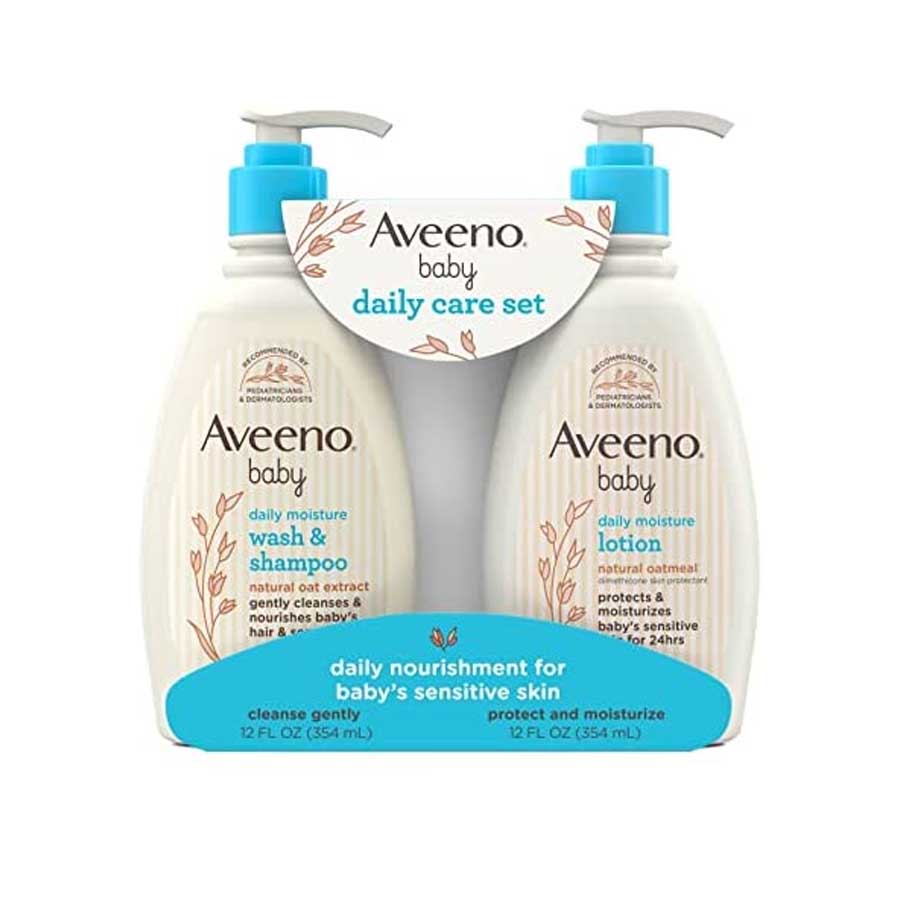 Aveeno®
baby
daily care set
RECOMMENDED BY
PEDIATRICIANS
& DERMATOLOGISTS
Aveeno®
baby
daily moisture
wash &
shampoo
natural oat extract
gently cleanses &
nourishes baby's
hair &
RECOMMENDED BY
PEDIATRICIANS
& DERMATOLOGISTS
Aveeno®
baby
daily moisture
lotion
natural oatmeal
dimethicone skin protectant
protects &
moisturizes
baby's sensitive
for 24hrs
daily nourishment for
baby's sensitive skin
cleanse gently
12 FL OZ (354 mL)
protect and moisturize
12 FL OZ (354 mL)